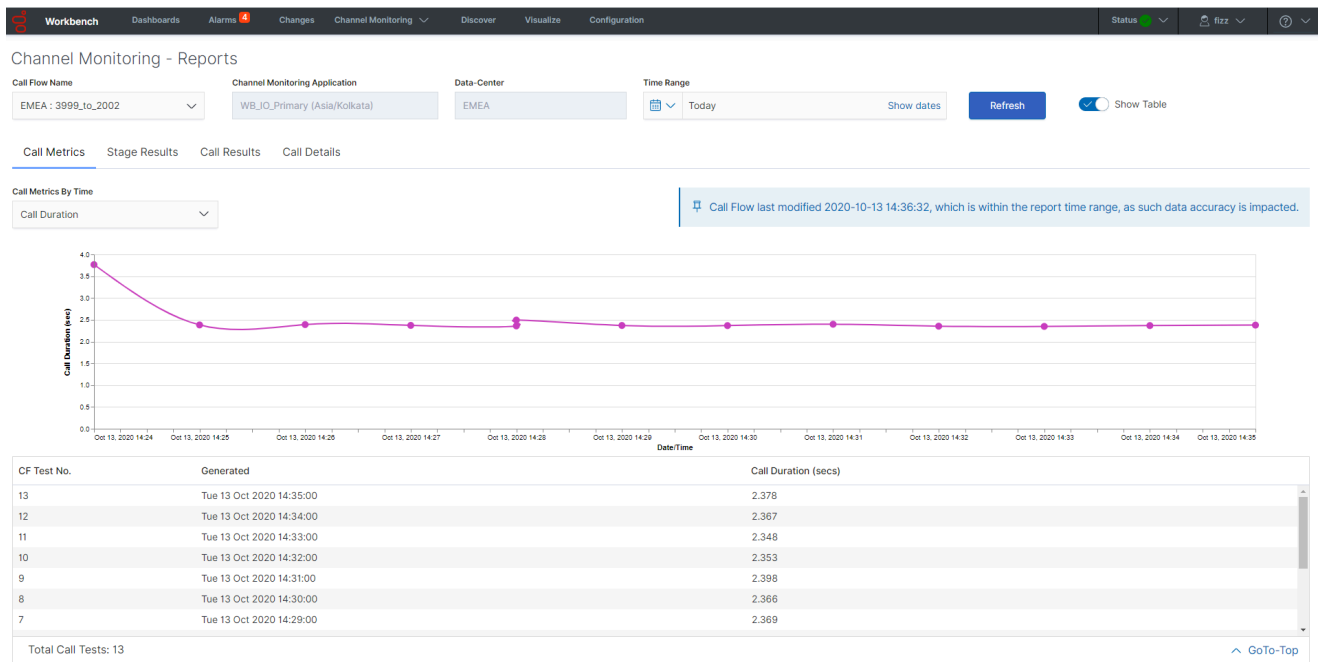 Workbench Dashboards Alarms 4 Changes Channel Monitoring Discover Visualize Configuration Status fizz ?
Channel Monitoring - Reports
Call Flow Name Channel Monitoring Application Data-Center Time Range
EMEA : 3999_to_2002 WB_IO_Primary (Asia/Kolkata) EMEA Today Show dates Refresh Show Table
Call Metrics Stage Results Call Results Call Details
Call Metrics By Time
Call Duration
Call Flow last modified 2020-10-13 14:36:32, which is within the report time range, as such data accuracy is impacted.
4.0
3.5
3.0
2.5
2.0
1.5
1.0
0.5
0.0
Call Duration (sec)
Oct 13, 2020 14:24 Oct 13, 2020 14:25 Oct 13, 2020 14:26 Oct 13, 2020 14:27 Oct 13, 2020 14:28 Oct 13, 2020 14:29 Oct 13, 2020 14:30 Oct 13, 2020 14:31 Oct 13, 2020 14:32 Oct 13, 2020 14:33 Oct 13, 2020 14:34 Oct 13, 2020 14:35
Date/Time
CF Test No. Generated Call Duration (secs)
13 Tue 13 Oct 2020 14:35:00 2.378
12 Tue 13 Oct 2020 14:34:00 2.367
11 Tue 13 Oct 2020 14:33:00 2.348
10 Tue 13 Oct 2020 14:32:00 2.353
9 Tue 13 Oct 2020 14:31:00 2.398
8 Tue 13 Oct 2020 14:30:00 2.366
7 Tue 13 Oct 2020 14:29:00 2.369
Total Call Tests: 13 GoTo-Top